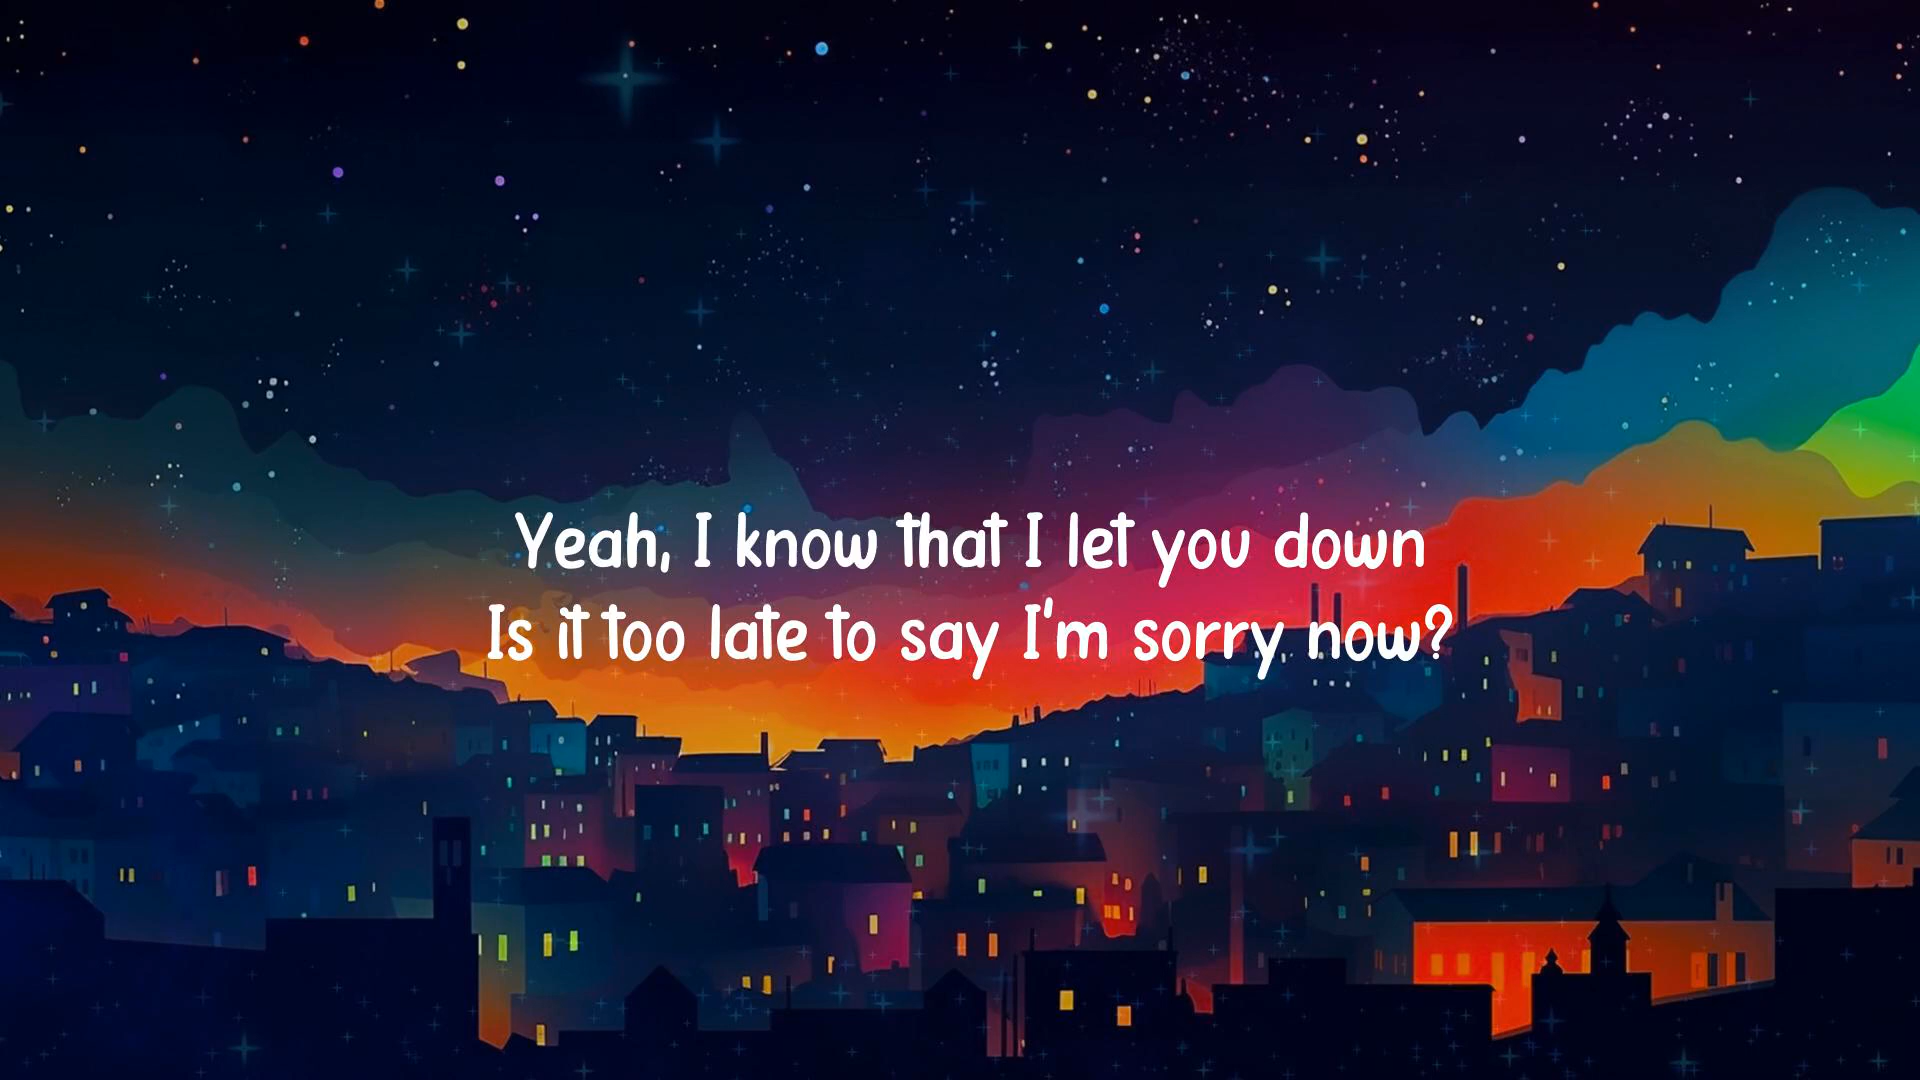 Yeah, I know that I let you down
Is it too late to say I'm sorry now?